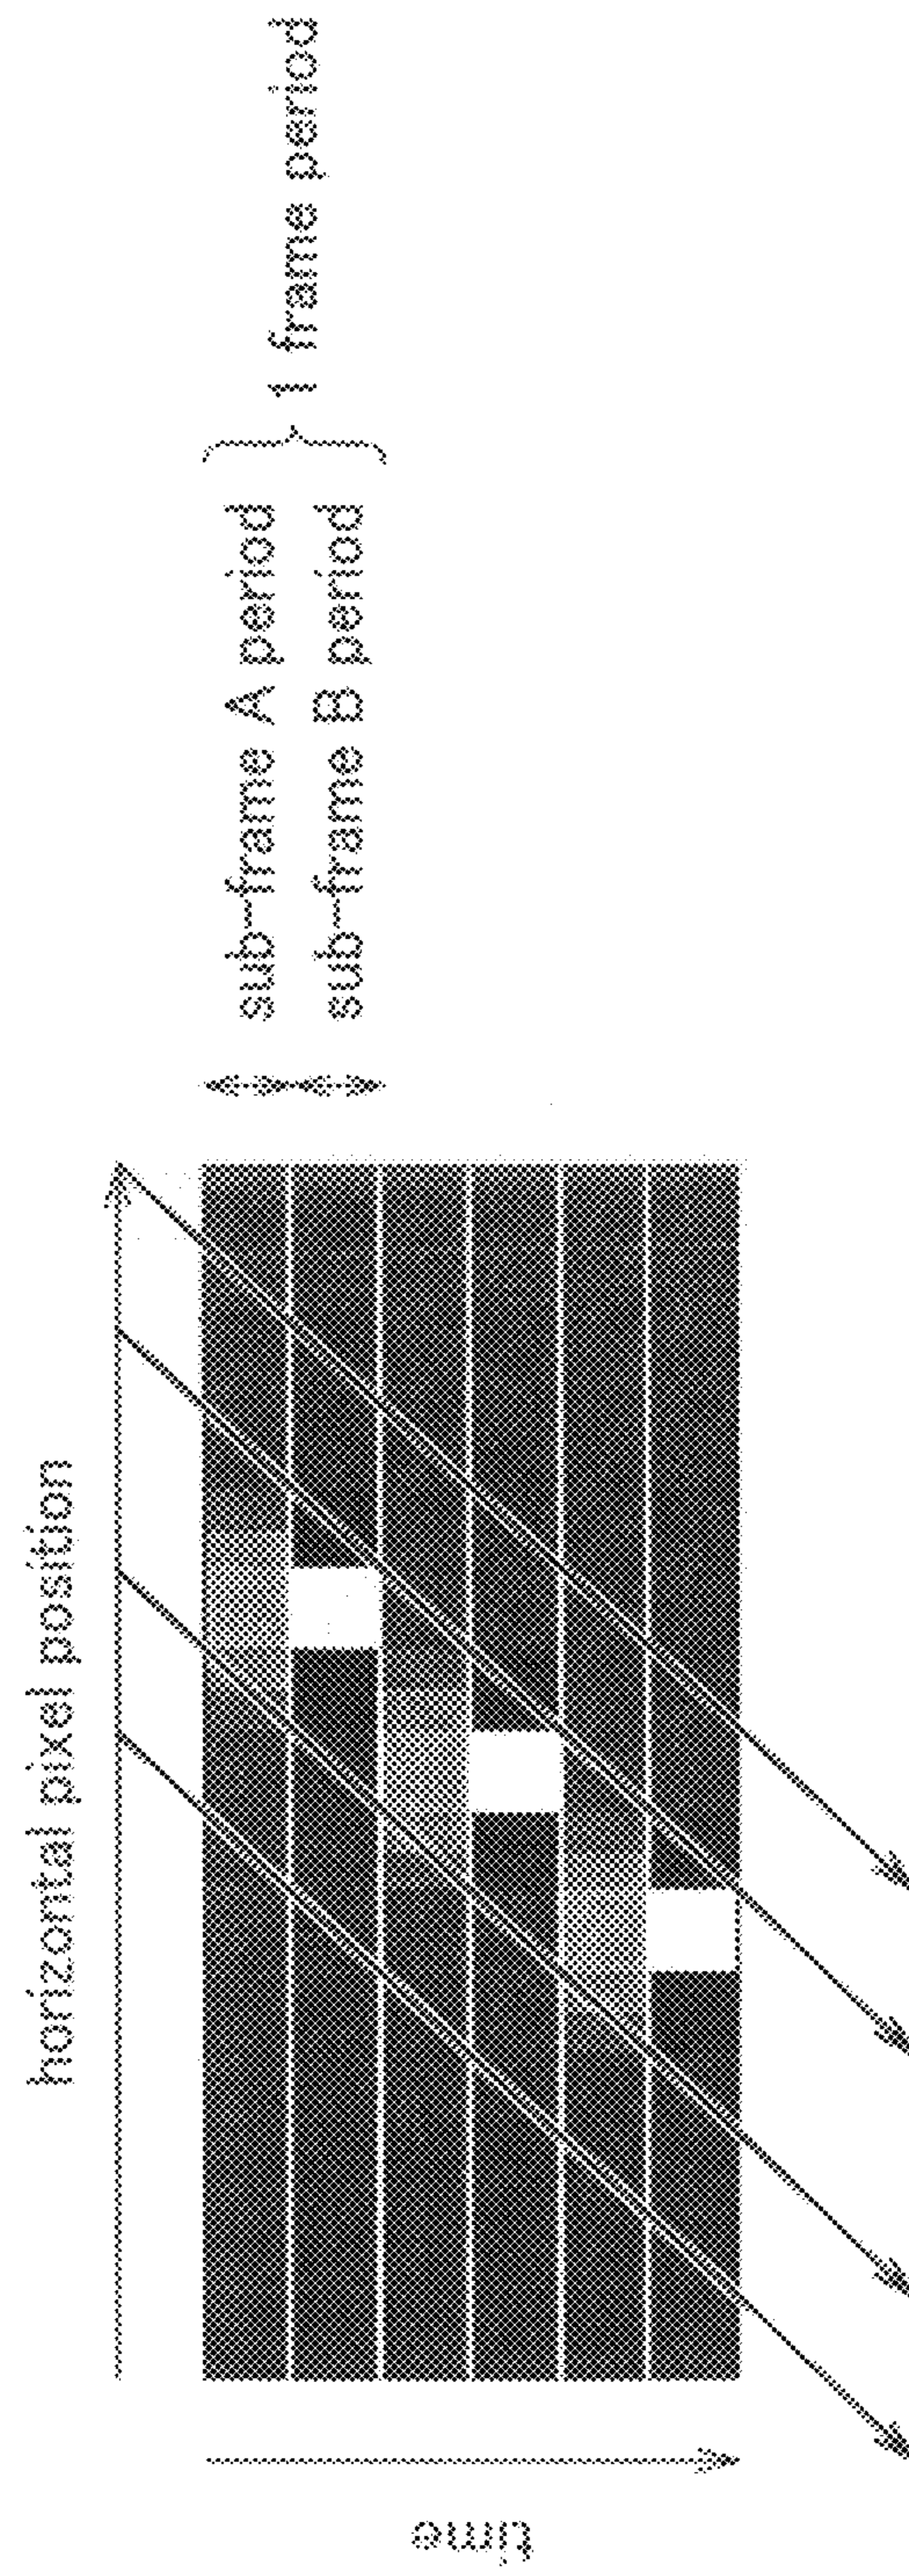 horizontal pixel position
sub-frame A period
sub-frame B period
1 frame period
time